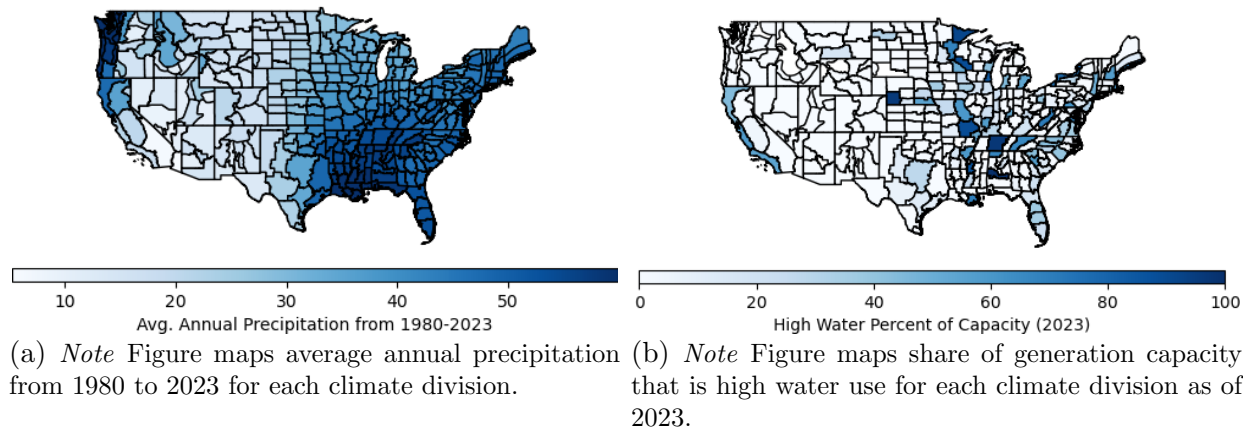 10 20 30 40 50
Avg. Annual Precipitation from 1980-2023
(a) Note Figure maps average annual precipitation
from 1980 to 2023 for each climate division.
0 20 40 60 80 100
High Water Percent of Capacity (2023)
(b) Note Figure maps share of generation capacity
that is high water use for each climate division as of
2023.